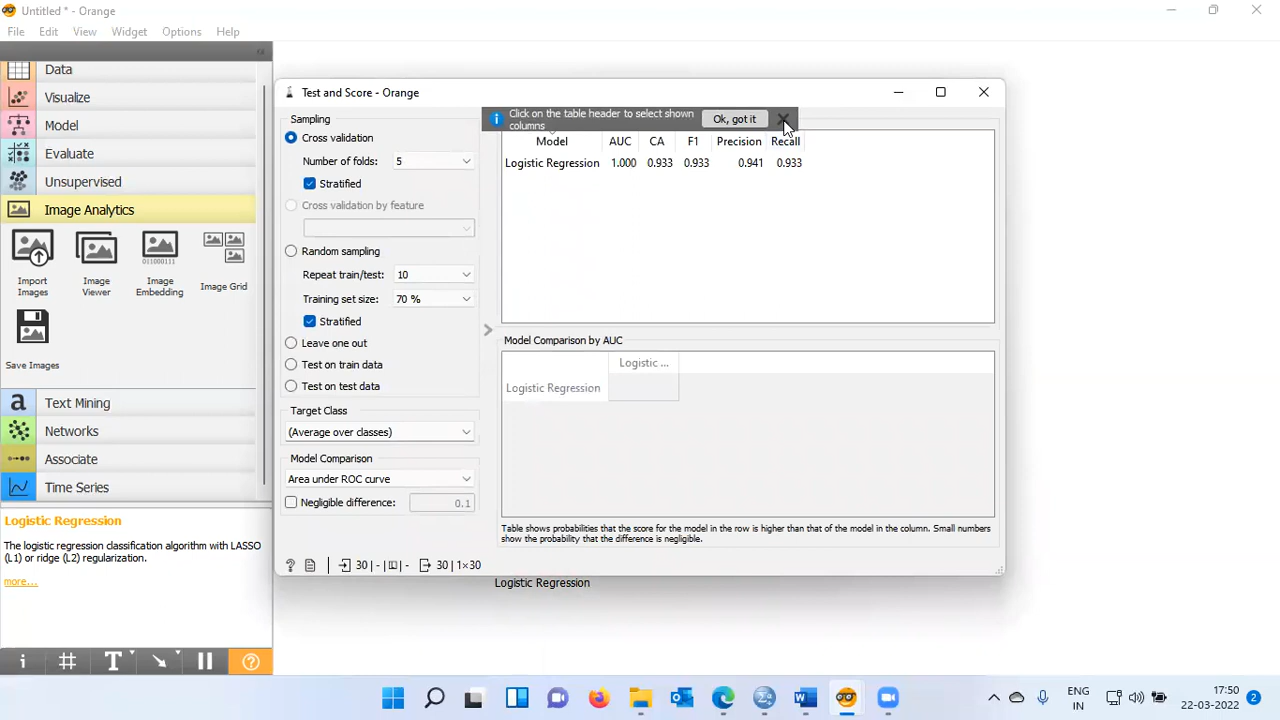 Untitled * - Orange
File Edit View Widget Options Help
Data
Visualize
Model
Evaluate
Unsupervised
Image Analytics
Import Images
Image Viewer
Image Embedding
Image Grid
Save Images
Text Mining
Networks
Associate
Time Series
Logistic Regression
The logistic regression classification algorithm with LASSO
(L1) or ridge (L2) regularization.
more...
Test and Score - Orange
Sampling
Cross validation
Number of folds: 5
Stratified
Cross validation by feature
Random sampling
Repeat train/test: 10
Training set size: 70 %
Stratified
Leave one out
Test on train data
Test on test data
Target Class
(Average over classes)
Model Comparison
Area under ROC curve
Negligible difference: 0.1
Click on the table header to select shown
columns
Ok, got it
Model AUC CA F1 Precision Recall
Logistic Regression 1.000 0.933 0.933 0.941 0.933
Model Comparison by AUC
Logistic ...
Logistic Regression
Table shows probabilities that the score for the model in the row is higher than that of the model in the column. Small numbers
show the probability that the difference is negligible.
? 30 | - | - 30 | 1×30
Logistic Regression
ENG
IN
17:50
22-03-2022
2